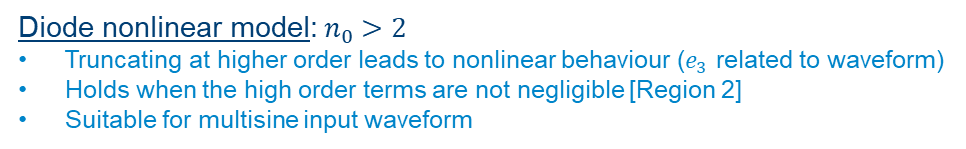 Diode nonlinear model: n₀ > 2
• Truncating at higher order leads to nonlinear behaviour (e₃ related to waveform)
• Holds when the high order terms are not negligible [Region 2]
• Suitable for multisine input waveform